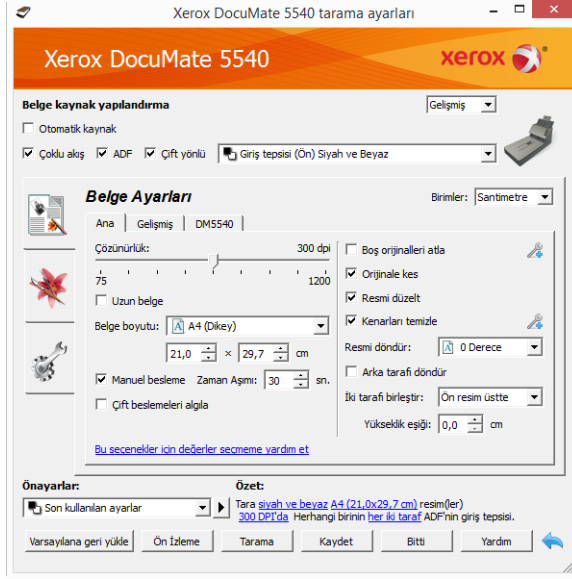 Xerox DocuMate 5540 tarama ayarları
Xerox DocuMate 5540
xerox
Belge kaynak yapılandırma
Gelişmiş
Otomatik kaynak
Çoklu akış
ADF
Çift yönlü
Giriş tepsisi (Ön) Siyah ve Beyaz
Belge Ayarları
Birimler: Santimetre
Ana
Gelişmiş
DM5540
Çözünürlük:
300 dpi
75
1200
Uzun belge
Belge boyutu:
A4 (Dikey)
21,0 × 29,7 cm
Manuel besleme
Zaman Aşımı: 30 sn.
Çift beslemeleri algıla
Boş orijinalleri atla
Orijinale kes
Resmi düzelt
Kenarları temizle
Resmi döndür:
0 Derece
Arka tarafı döndür
İki tarafı birleştir:
Ön resim üstte
Yükseklik eşiği: 0,0 cm
Bu secenekler için değerler seçmeme yardım et
Önayarlar:
Son kullanılan ayarlar
Özet:
Tara siyah ve beyaz A4 (21,0x29,7 cm) resim(ler)
300 DPI'da Herhangi birinin her iki taraf ADF'nin giriş tepsisi.
Varsayılana geri yükle
Ön İzleme
Tarama
Kaydet
Bitti
Yardım